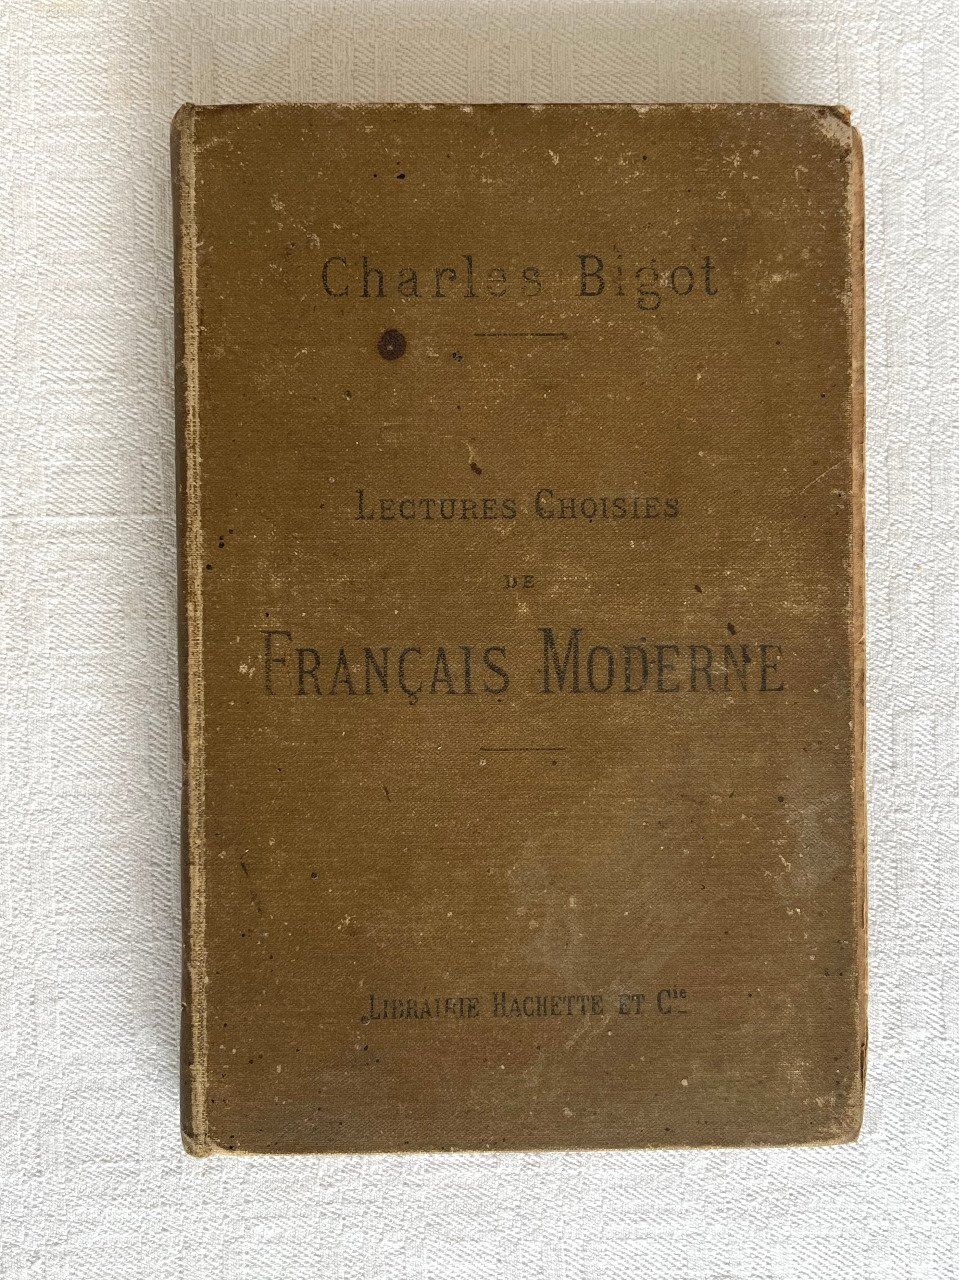 Charles Bigot
LECTURES CHOISIES
DE
FRANÇAIS MODERNE
LIBRAIRIE HACHETTE ET Cie